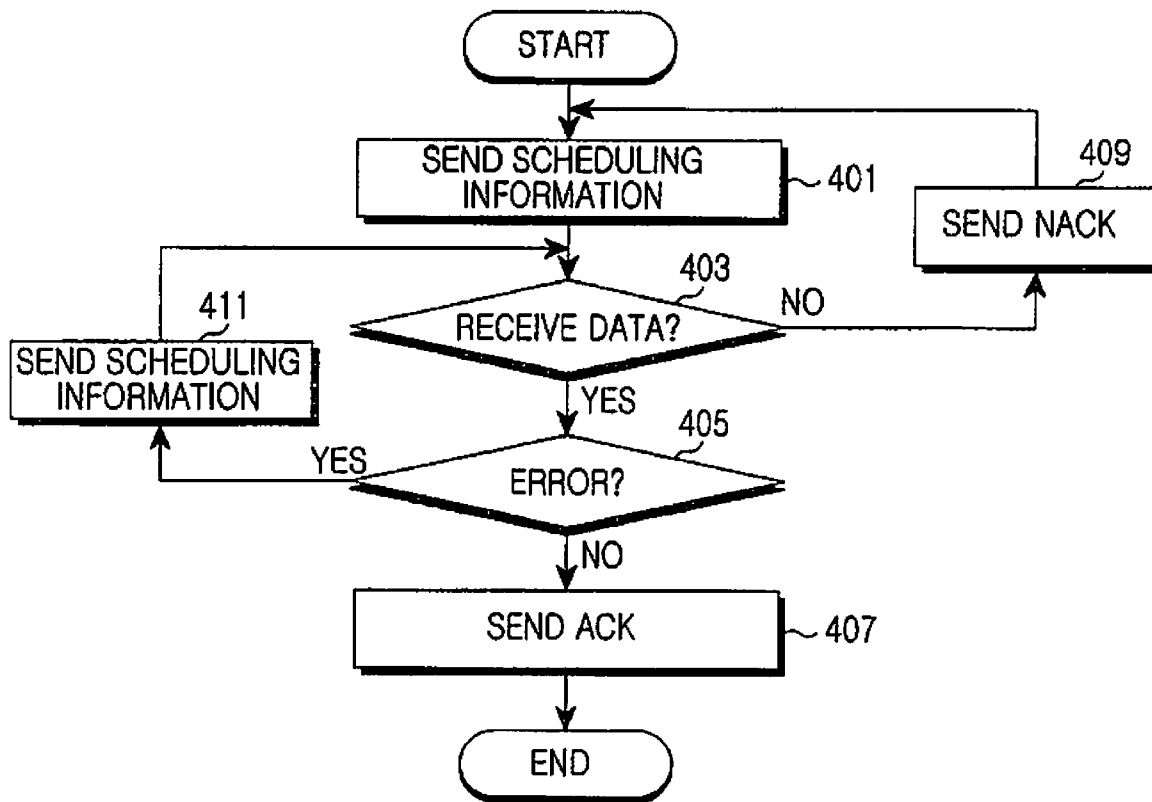 START
SEND SCHEDULING
INFORMATION
401
409
SEND NACK
403
RECEIVE DATA?
NO
411
SEND SCHEDULING
INFORMATION
YES
405
YES
ERROR?
NO
SEND ACK
407
END